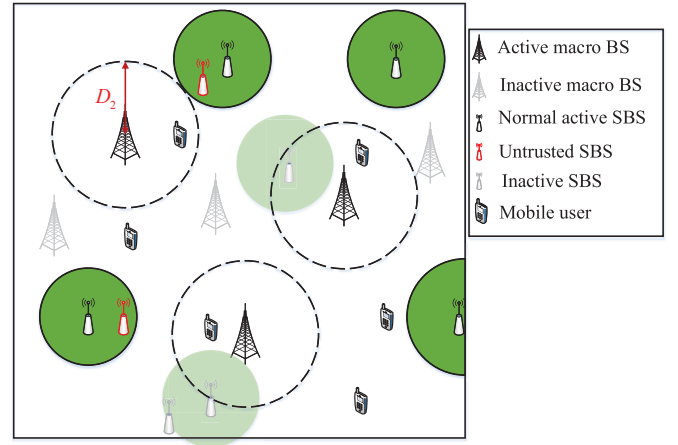 D2
Active macro BS
Inactive macro BS
Normal active SBS
Untrusted SBS
Inactive SBS
Mobile user